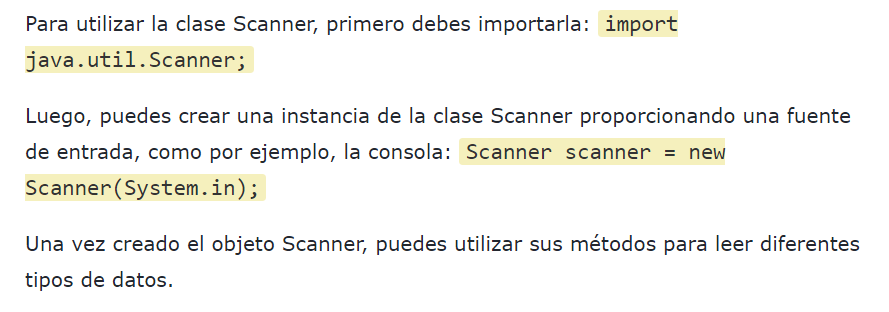 Para utilizar la clase Scanner, primero debes importarla: import
java.util.Scanner;
Luego, puedes crear una instancia de la clase Scanner proporcionando una fuente
de entrada, como por ejemplo, la consola: Scanner scanner = new
Scanner(System.in);
Una vez creado el objeto Scanner, puedes utilizar sus métodos para leer diferentes
tipos de datos.